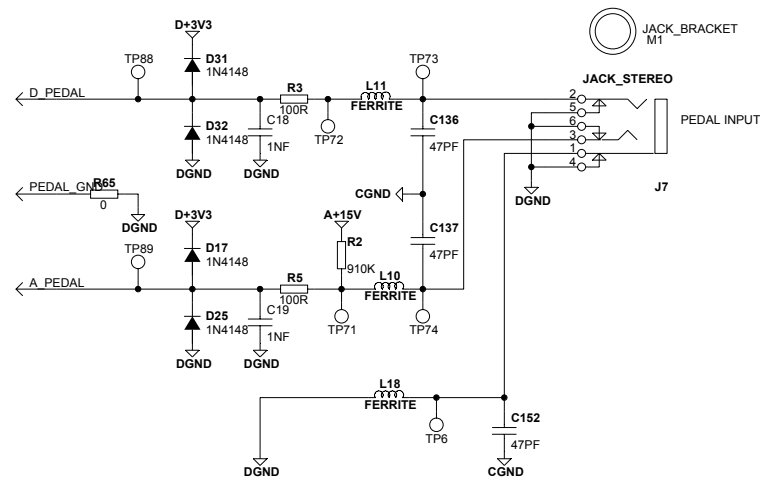 D+3V3
JACK_BRACKET
M1
TP88
D31
1N4148
TP73
JACK_STEREO
D_PEDAL
R3
100R
L11
FERRITE
2
5
6
3
1
4
PEDAL INPUT
J7
D32
1N4148
C18
1NF
TP72
C136
47PF
DGND
DGND
PEDAL_GND
R65
0
CGND
DGND
DGND
D+3V3
A+15V
TP89
D17
1N4148
R2
910K
C137
47PF
A_PEDAL
R5
100R
L10
FERRITE
D25
1N4148
C19
1NF
TP71
TP74
DGND
DGND
L18
FERRITE
TP6
C152
47PF
DGND
CGND